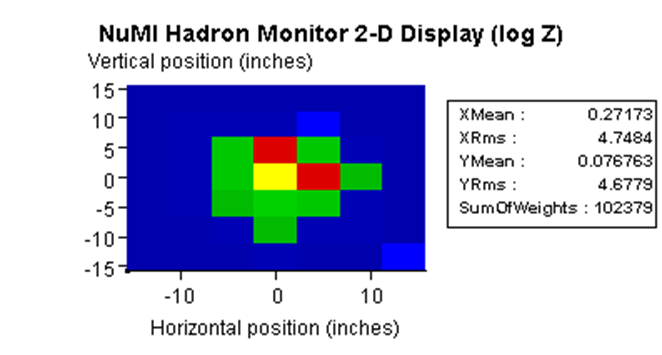 NuMI Hadron Monitor 2-D Display (log Z)
Vertical position (inches)
15
10
5
0
-5
-10
-15
-10 0 10
Horizontal position (inches)
XMean : 0.27173
XRms : 4.7484
YMean : 0.076763
YRms : 4.6779
SumOfWeights : 102379